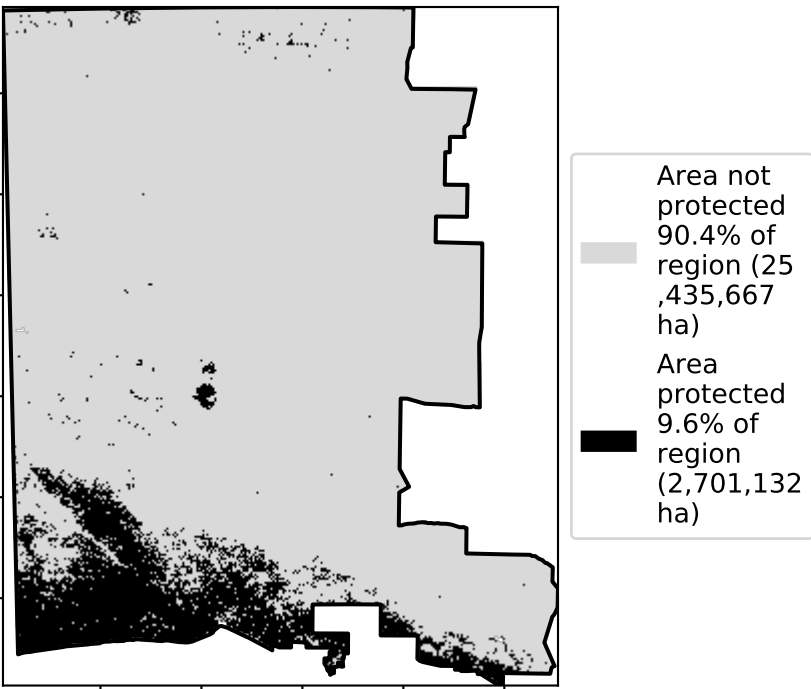 Area not
protected
90.4% of
region (25
,435,667
ha)
Area
protected
9.6% of
region
(2,701,132
ha)